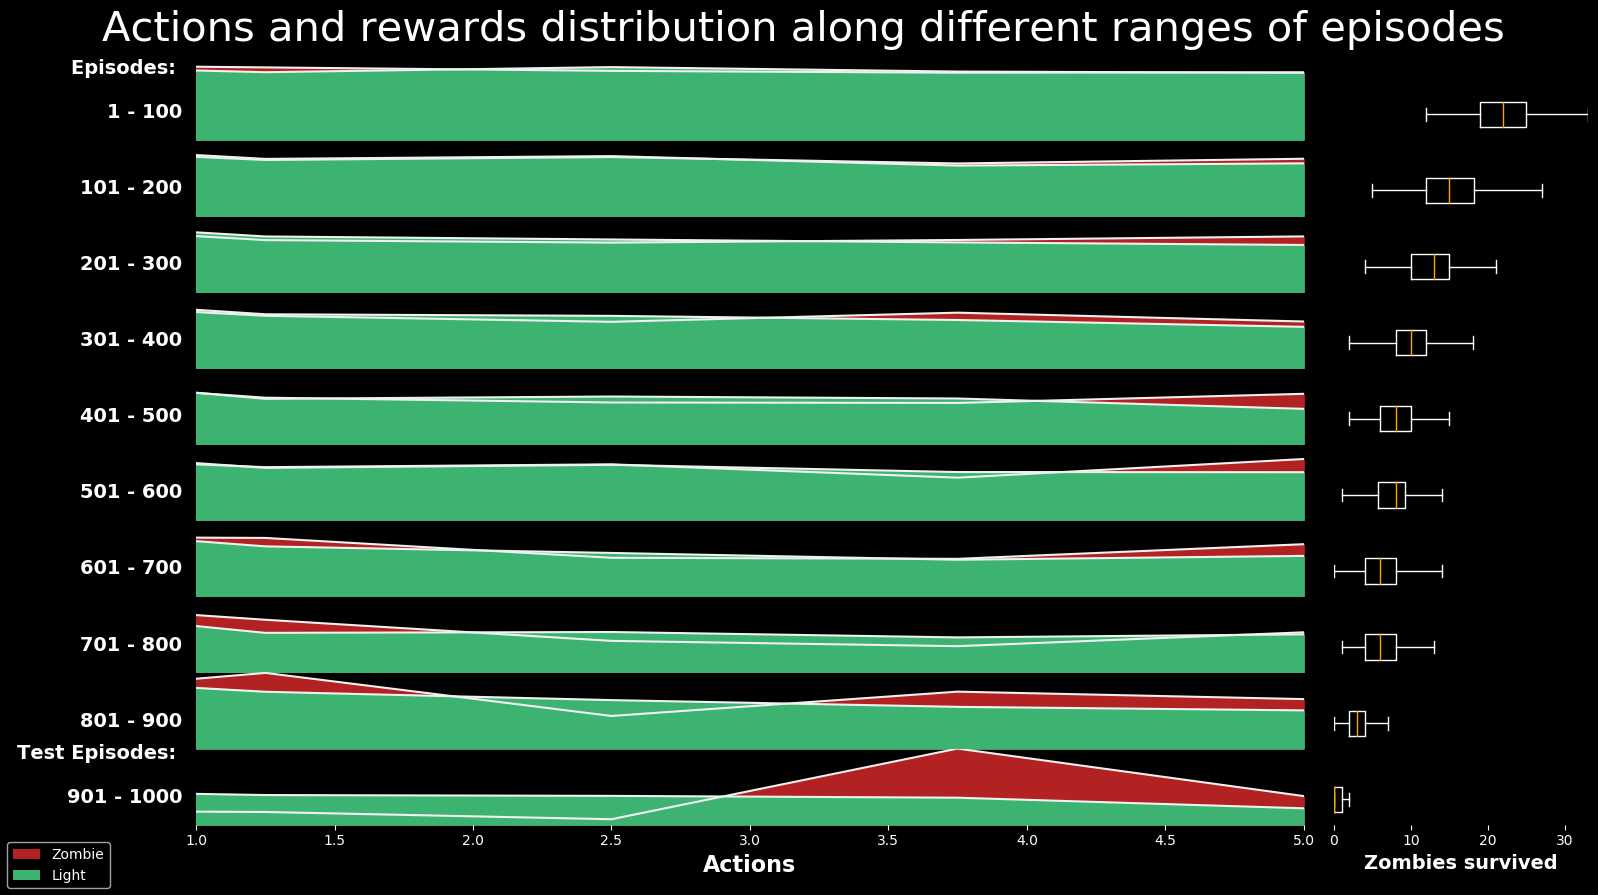 Actions and rewards distribution along different ranges of episodes
Episodes:
1 - 100
101 - 200
201 - 300
301 - 400
401 - 500
501 - 600
601 - 700
701 - 800
801 - 900
Test Episodes:
901 - 1000
1.0 1.5 2.0 2.5 3.0 3.5 4.0 4.5 5.0 0 10 20 30
Actions
Zombies survived
Zombie
Light